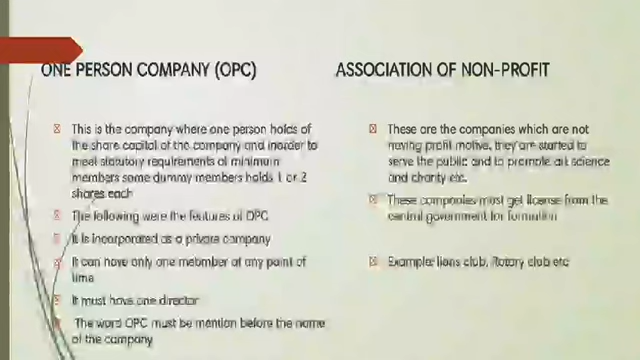 ONE PERSON COMPANY (OPC)
This is the company where one person holds of
the share capital of the company and inorder to
meet statutory requirements of minimum
members some dummy members holds 1 or 2
shares each
The following were the features of OPC
It is incorporated as a private company
It can have only one melomber at any point of
time
It must have one director
The word OPC must be mention before the name
of the company
ASSOCIATION OF NON-PROFIT
These are the companies which are not
having profit motive, they are started to
serve the public and to promote art science
and charity etc.
These companies must get license from the
central government for formation
Example: lions club, Rotary club etc